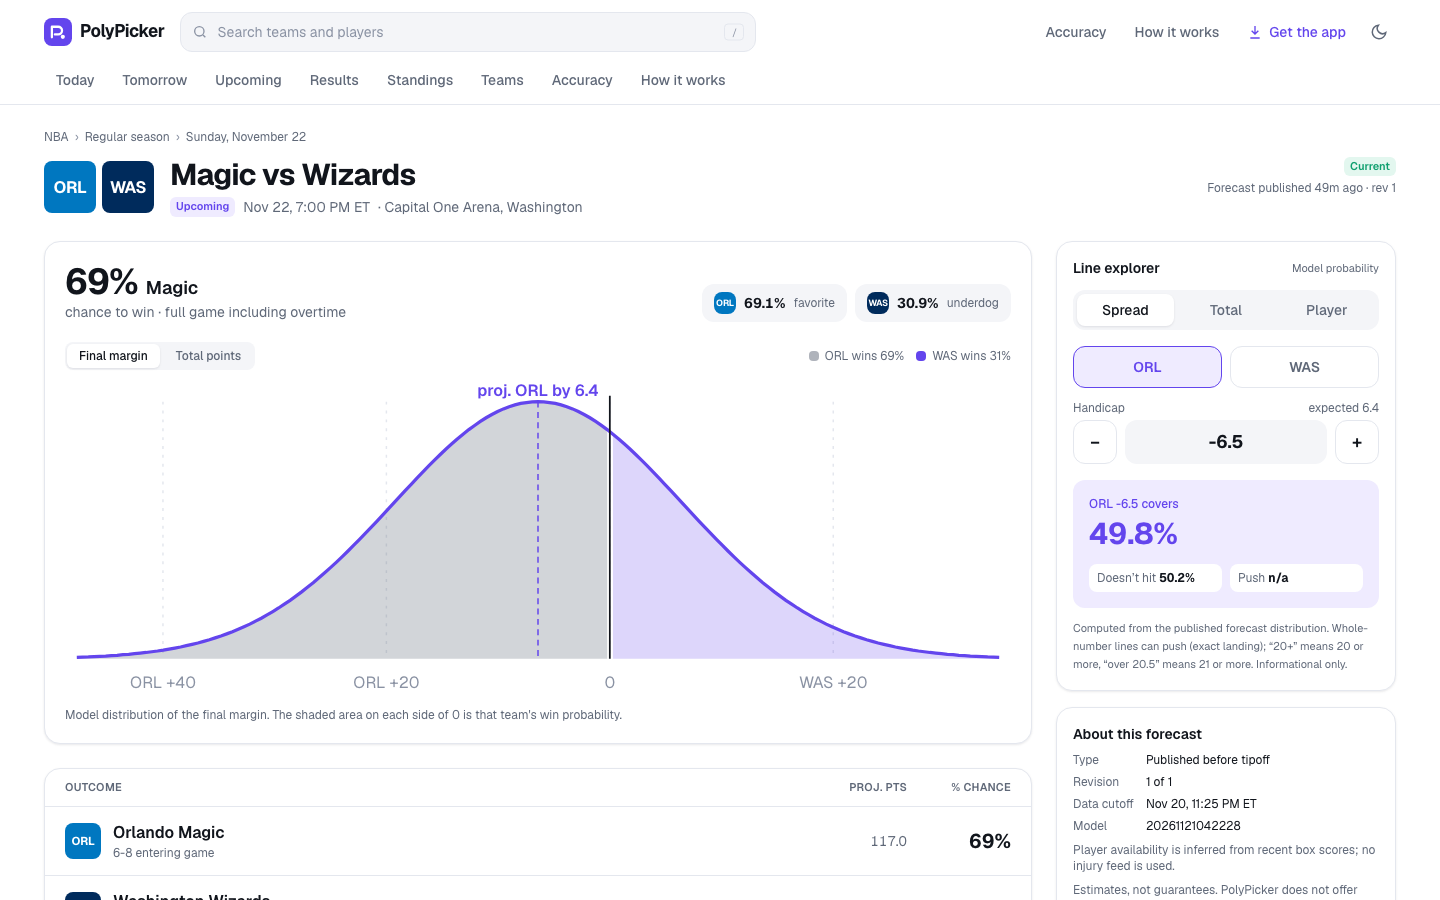 PolyPicker
Search teams and players
/
Accuracy
How it works
Get the app
Today
Tomorrow
Upcoming
Results
Standings
Teams
Accuracy
How it works
NBA › Regular season › Sunday, November 22
ORL
WAS
Magic vs Wizards
Upcoming
Nov 22, 7:00 PM ET · Capital One Arena, Washington
Current
Forecast published 49m ago · rev 1
69% Magic
chance to win · full game including overtime
ORL 69.1% favorite
WAS 30.9% underdog
Final margin
Total points
ORL wins 69%
WAS wins 31%
proj. ORL by 6.4
ORL +40
ORL +20
0
WAS +20
Model distribution of the final margin. The shaded area on each side of 0 is that team's win probability.
OUTCOME
PROJ. PTS
% CHANCE
ORL
Orlando Magic
6-8 entering game
117.0
69%
Washington Wizards
Line explorer
Model probability
Spread
Total
Player
ORL
WAS
Handicap
expected 6.4
−
-6.5
+
ORL -6.5 covers
49.8%
Doesn't hit 50.2%
Push n/a
Computed from the published forecast distribution. Whole-
number lines can push (exact landing); “20+” means 20 or
more, “over 20.5” means 21 or more. Informational only.
About this forecast
Type Published before tipoff
Revision 1 of 1
Data cutoff Nov 20, 11:25 PM ET
Model 20261121042228
Player availability is inferred from recent box scores; no
injury feed is used.
Estimates, not guarantees. PolyPicker does not offer